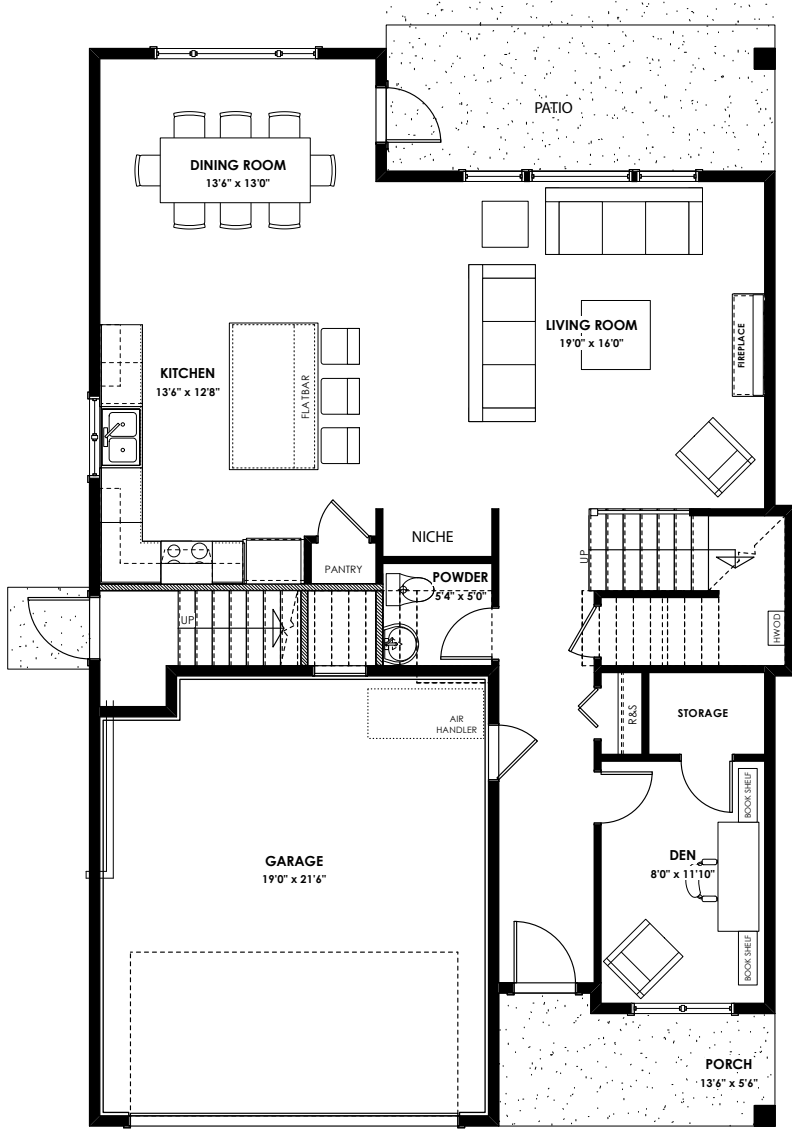 PATIO
DINING ROOM
13'6" x 13'0"
LIVING ROOM
19'0" x 16'0"
FIREPLACE
KITCHEN
13'6" x 12'8"
FLATBAR
NICHE
PANTRY
POWDER
5'4" x 5'0"
UP
UP
HWOD
R&S
STORAGE
AIR
HANDLER
BOOK SHELF
GARAGE
19'0" x 21'6"
DEN
8'0" x 11'10"
BOOK SHELF
PORCH
13'6" x 5'6"